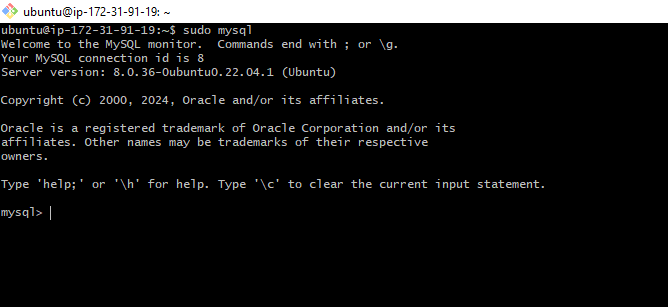 ubuntu@ip-172-31-91-19: ~
ubuntu@ip-172-31-91-19:~$ sudo mysql
Welcome to the MySQL monitor.  Commands end with ; or \g.
Your MySQL connection id is 8
Server version: 8.0.36-0ubuntu0.22.04.1 (Ubuntu)
Copyright (c) 2000, 2024, Oracle and/or its affiliates.
Oracle is a registered trademark of Oracle Corporation and/or its
affiliates. Other names may be trademarks of their respective
owners.
Type 'help;' or '\h' for help. Type '\c' to clear the current input statement.
mysql>